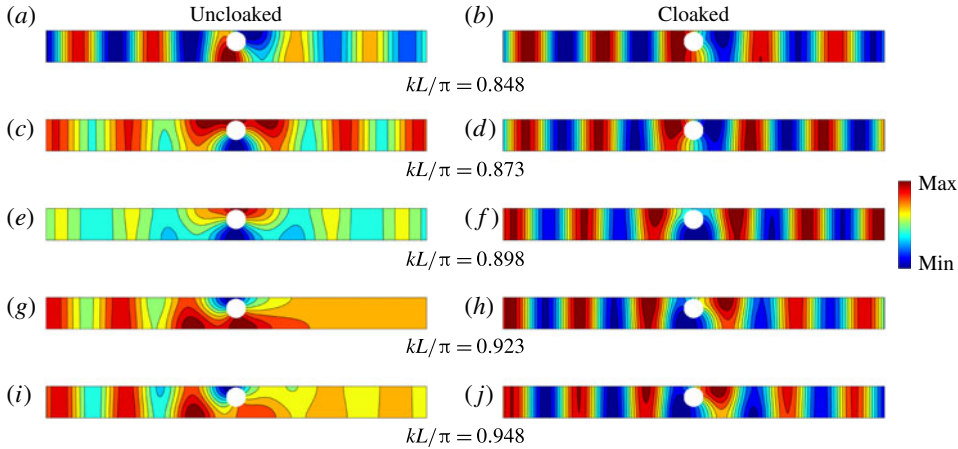 Uncloaked Cloaked
(a) (b)
kL/π = 0.848
(c) (d)
kL/π = 0.873
Max
(e) (f)
Min
kL/π = 0.898
(g) (h)
kL/π = 0.923
(i) (j)
kL/π = 0.948